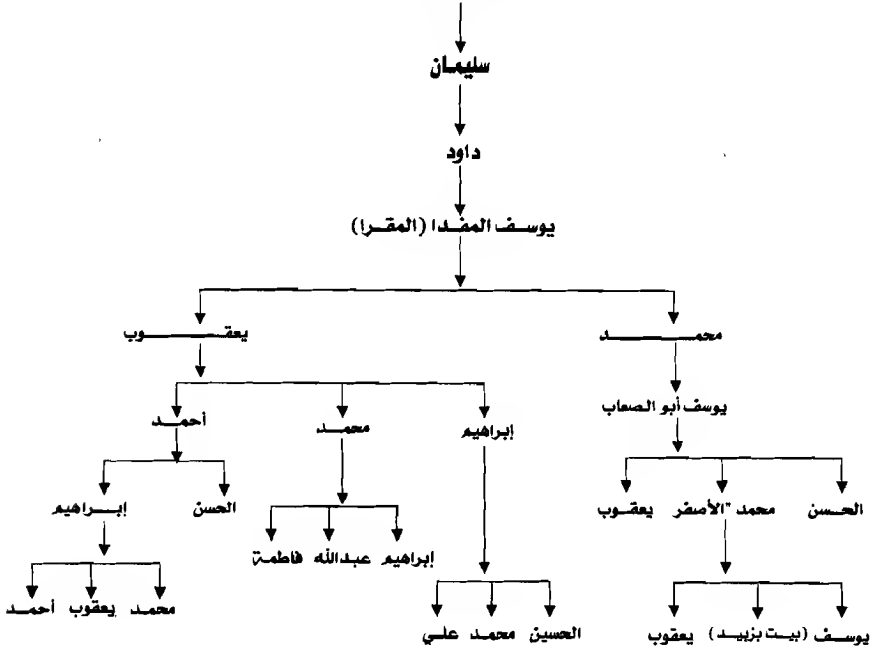 سليمان
داود
يوسف المفدا (المقرا)
محمد يعقوب
يوسف أبو الصعاب
إبراهيم محمد أحمد
الحسن محمد "الأصفر يعقوب الحسن إبراهيم
إبراهيم عبدالله فاطمة
محمد يعقوب أحمد
يوسف (بيت بزبيد) يعقوب الحسين محمد علي